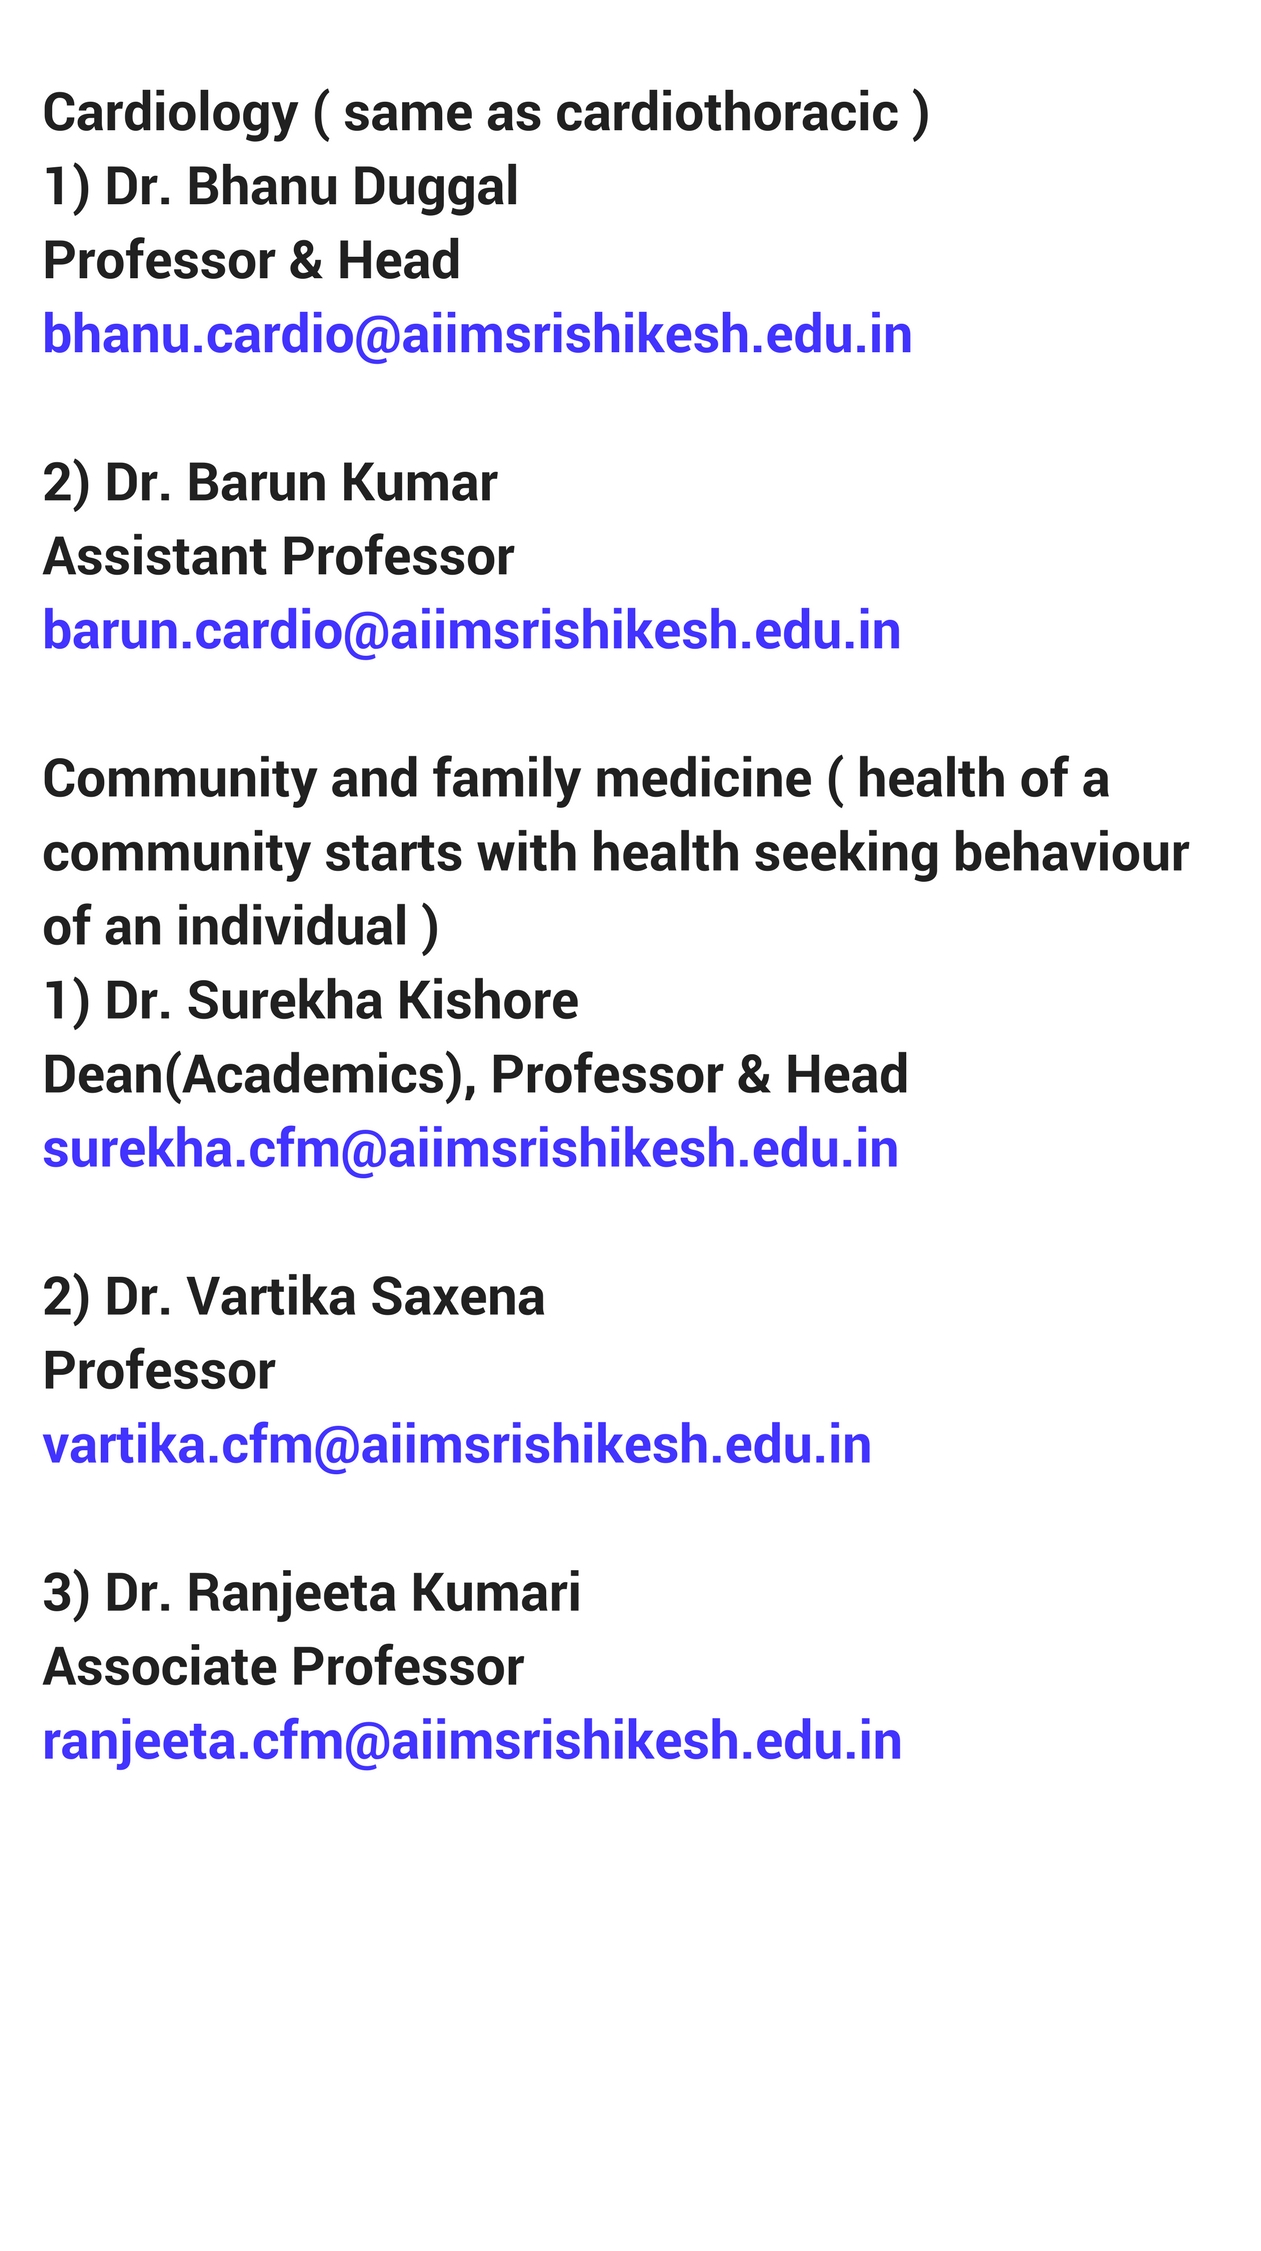 Cardiology ( same as cardiothoracic )
1) Dr. Bhanu Duggal
Professor & Head
bhanu.cardio@aiimsrishikesh.edu.in
2) Dr. Barun Kumar
Assistant Professor
barun.cardio@aiimsrishikesh.edu.in
Community and family medicine ( health of a
community starts with health seeking behaviour
of an individual )
1) Dr. Surekha Kishore
Dean(Academics), Professor & Head
surekha.cfm@aiimsrishikesh.edu.in
2) Dr. Vartika Saxena
Professor
vartika.cfm@aiimsrishikesh.edu.in
3) Dr. Ranjeeta Kumari
Associate Professor
ranjeeta.cfm@aiimsrishikesh.edu.in